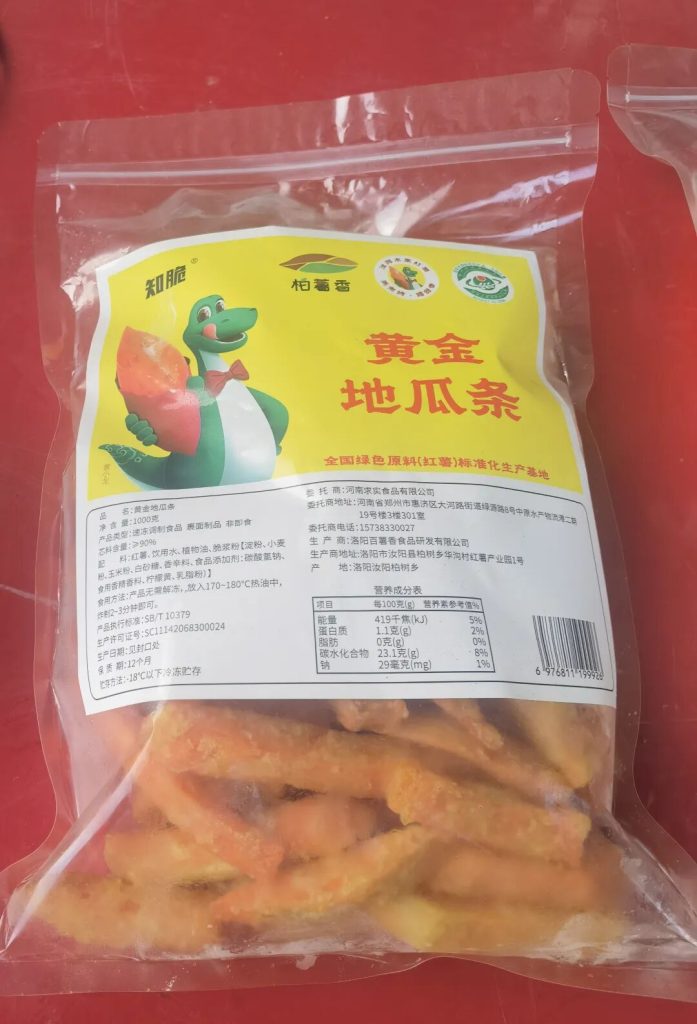 知脆®
柏薯香
黄金
地瓜条
黄小龙
全国绿色原料(红薯)标准化生产基地
品 名:黄金地瓜条
净 含 量:1000克
产品类型:速冻调制食品 裹面制品 非即食
芯料含量:≥90%
配 料:红薯、饮用水、植物油、脆浆粉【淀粉、小麦
粉、玉米粉、白砂糖、香辛料、食品添加剂:碳酸氢钠、
食用香精香料、柠檬黄、乳脂粉)】
食用方法:产品无需解冻,,放入170~180℃热油中,
炸制2~3分钟即可。
产品执行标准:SB/T 10379
生产许可证号:SC11142068300024
生产日期:见封口处
保 质 期:12个月
贮存方法:-18℃以下冷冻贮存
委 托 商:河南求实食品有限公司
委托商地址:河南省郑州市惠济区大河路街道绿源路8号中原水产物流港二期
19号楼3楼301室
委托商电话:15738330027
生 产 商:洛阳百薯香食品研发有限公司
生产商地址:洛阳市汝阳县柏树乡华沟村红薯产业园1号
产 地:洛阳汝阳柏树乡
营养成分表
项目 每100克(g) 营养素参考值%
能量 419千焦(kJ) 5%
蛋白质 1.1克(g) 2%
脂肪 0克(g) 0%
碳水化合物 23.1克(g) 8%
钠 29毫克(mg) 1%
6 976811 199926